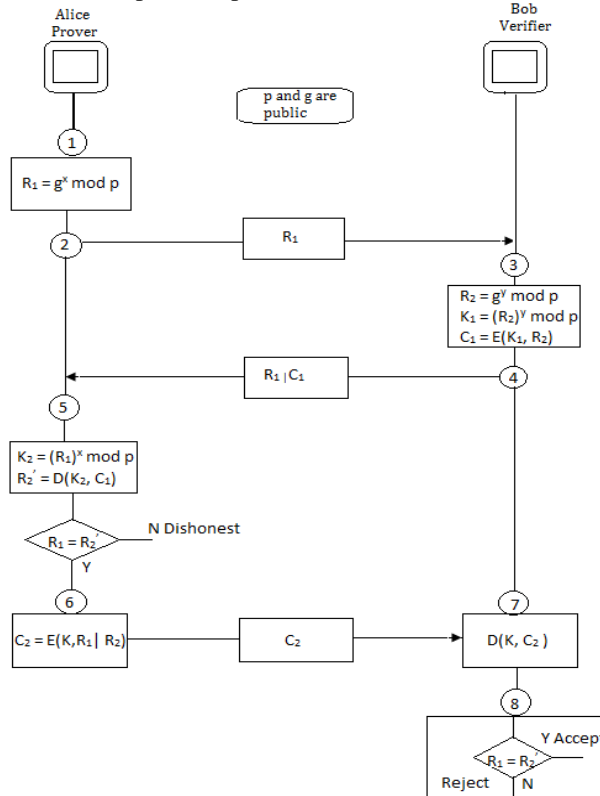 Alice
Prover
Bob
Verifier
p and g are
public
1
R₁ = gˣ mod p
2
R₁
3
R₂ = gʸ mod p
K₁ = (R₂)ʸ mod p
C₁ = E(K₁, R₂)
R₁ | C₁
4
5
K₂ = (R₁)ˣ mod p
R₂' = D(K₂, C₁)
N Dishonest
R₁ = R₂'
Y
6
7
C₂ = E(K,R₁| R₂)
C₂
D(K, C₂ )
8
Y Accept
R₁ = R₂'
Reject
N